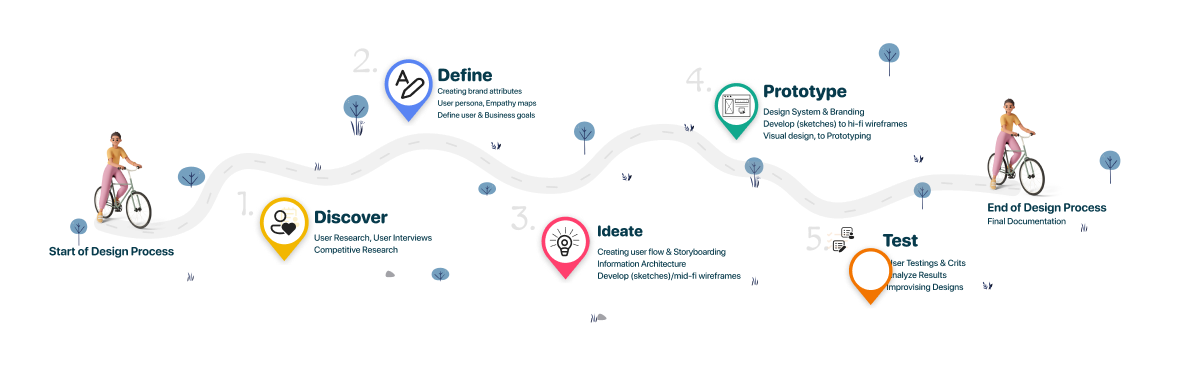 Start of Design Process
1.
Discover
User Research, User Interviews
Competitive Research
2.
Define
Creating brand attributes
User persona, Empathy maps
Define user & Business goals
3.
Ideate
Creating user flow & Storyboarding
Information Architecture
Develop (sketches)/mid-fi wireframes
4.
Prototype
Design System & Branding
Develop (sketches) to hi-fi wireframes
Visual design, to Prototyping
5.
Test
User Testings & Crits
Analyze Results
Improvising Designs
End of Design Process
Final Documentation